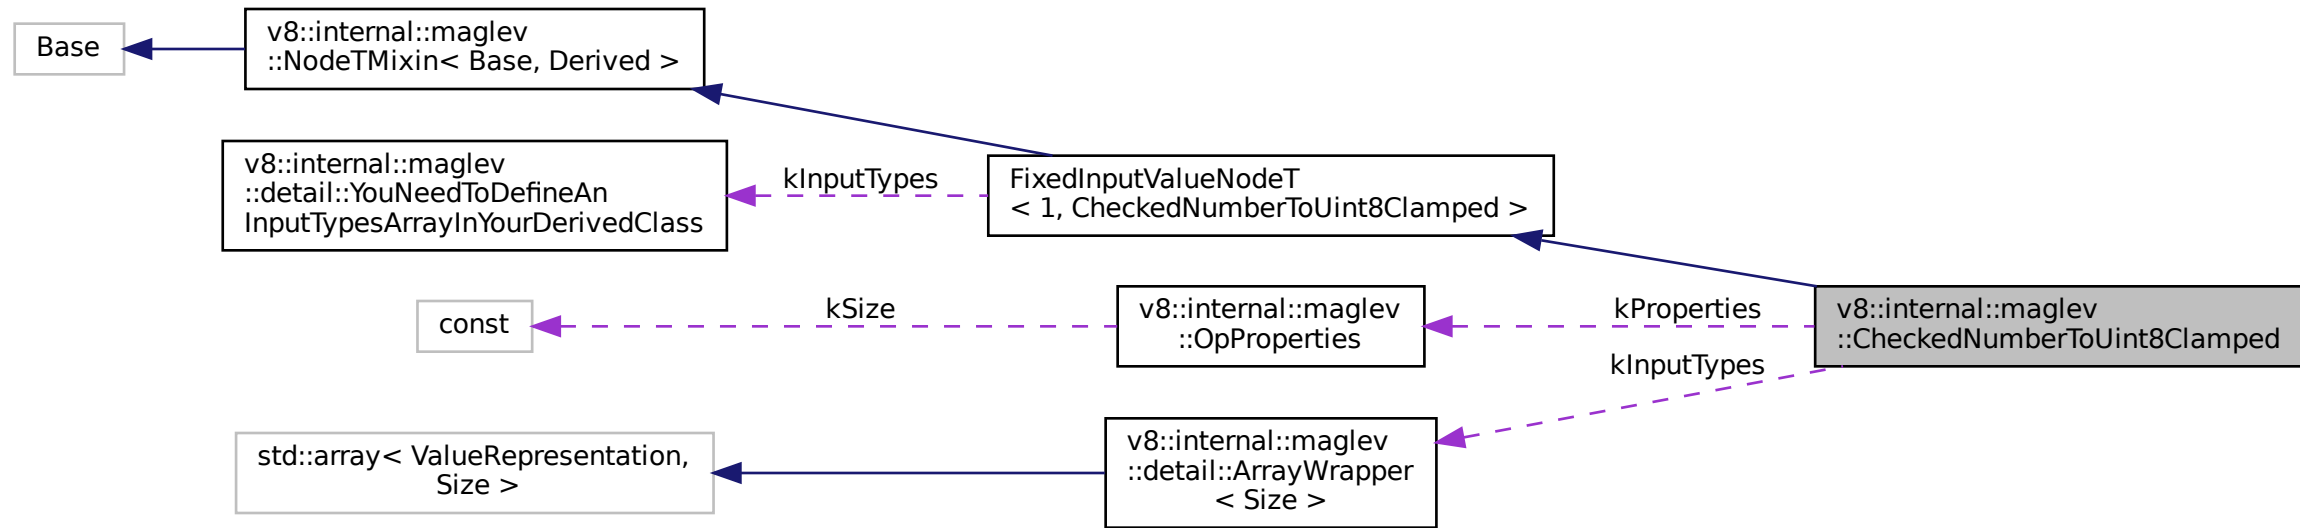 Base
v8::internal::maglev
::NodeTMixin< Base, Derived >
v8::internal::maglev
::detail::YouNeedToDefineAn
InputTypesArrayInYourDerivedClass
kInputTypes
FixedInputValueNodeT
< 1, CheckedNumberToUint8Clamped >
const
kSize
v8::internal::maglev
::OpProperties
kProperties
v8::internal::maglev
::CheckedNumberToUint8Clamped
kInputTypes
std::array< ValueRepresentation,
Size >
v8::internal::maglev
::detail::ArrayWrapper
< Size >